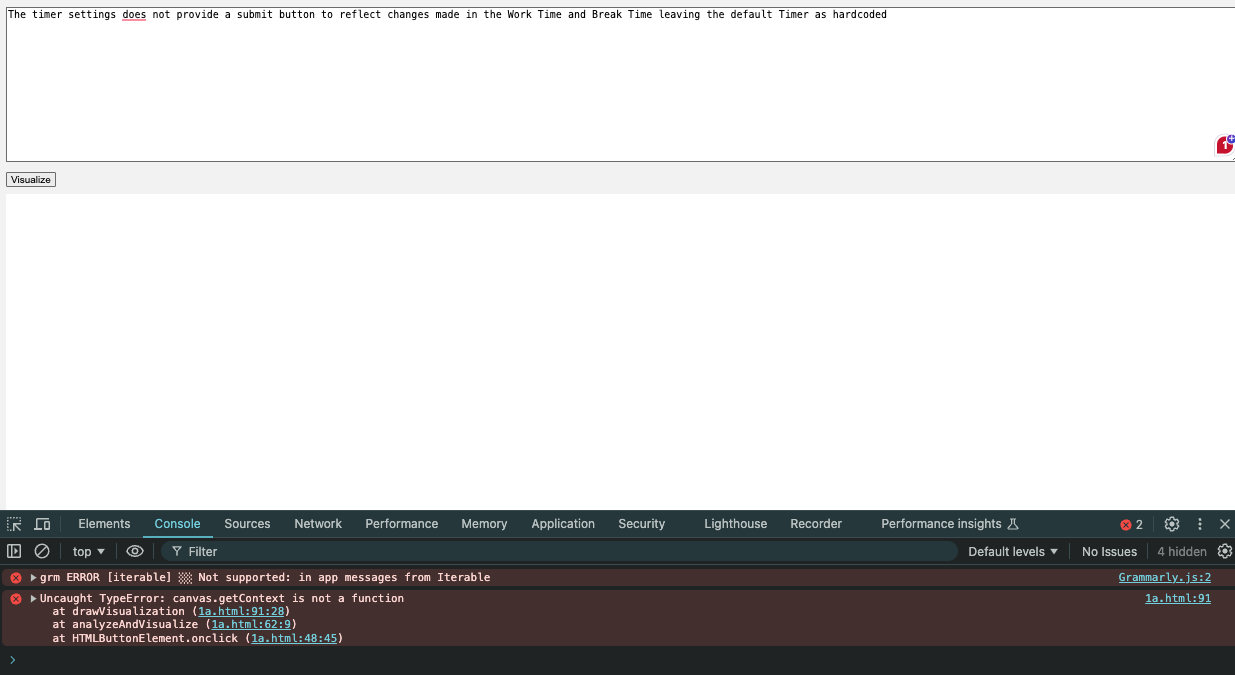 The timer settings does not provide a submit button to reflect changes made in the Work Time and Break Time leaving the default Timer as hardcoded
1
Visualize
Elements Console Sources Network Performance Memory Application Security Lighthouse Recorder Performance insights 2
top Filter Default levels No Issues 4 hidden
grm ERROR [iterable] Not supported: in app messages from Iterable Grammarly.js:2
Uncaught TypeError: canvas.getContext is not a function 1a.html:91
at drawVisualization (1a.html:91:28)
at analyzeAndVisualize (1a.html:62:9)
at HTMLButtonElement.onclick (1a.html:48:45)